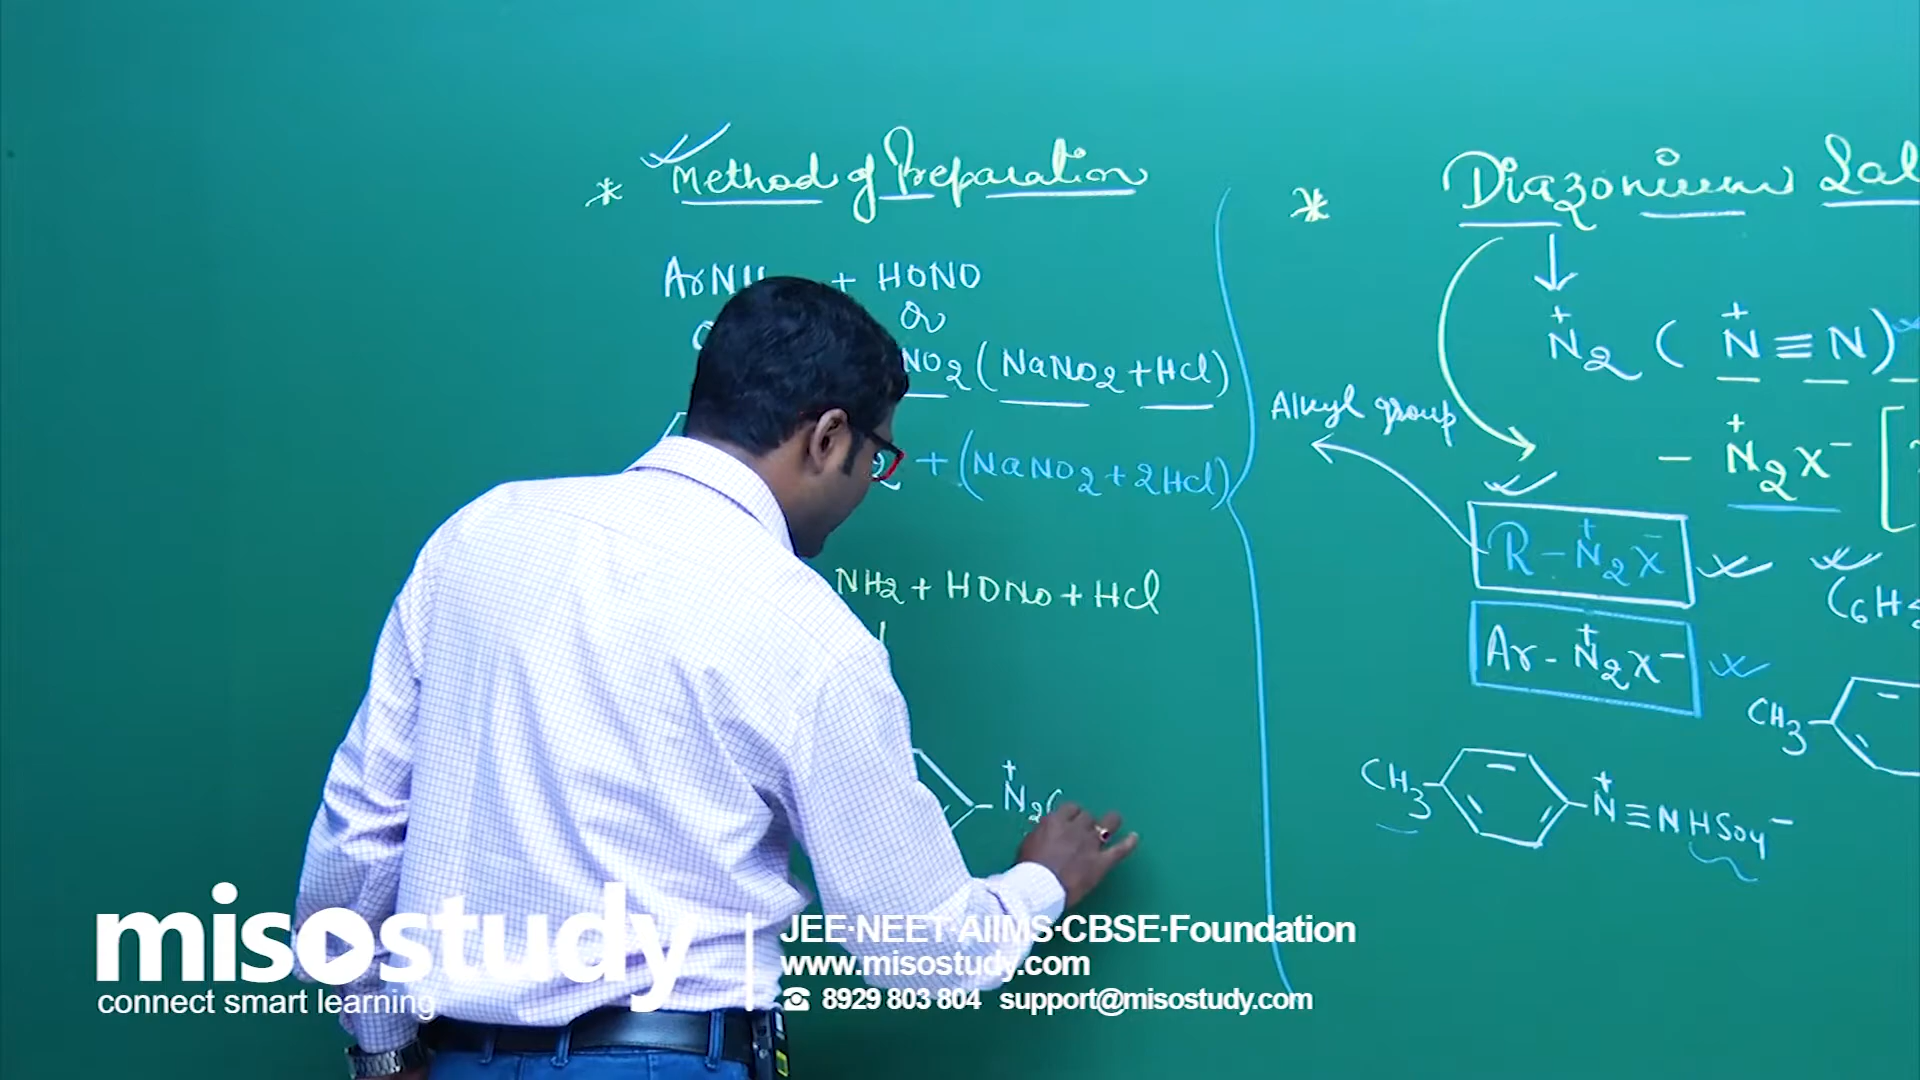 * Method of Preparation
ArNH + HONO
or
NO2 (NaNO2 + HCl)
2 + (NaNO2 + 2HCl)
NH2 + HONO + HCl
+
N2
* Diazonium Sal
+ +
N2 ( N ≡ N )
Alkyl group
+
- N2X- [
+ -
R - N2X
(6H5
+
Ar - N2X-
CH3
+
CH3 N ≡ N HSO4-
misostudy
connect smart learning
JEE·NEET·AIIMS·CBSE·Foundation
www.misostudy.com
☎ 8929 803 804 support@misostudy.com